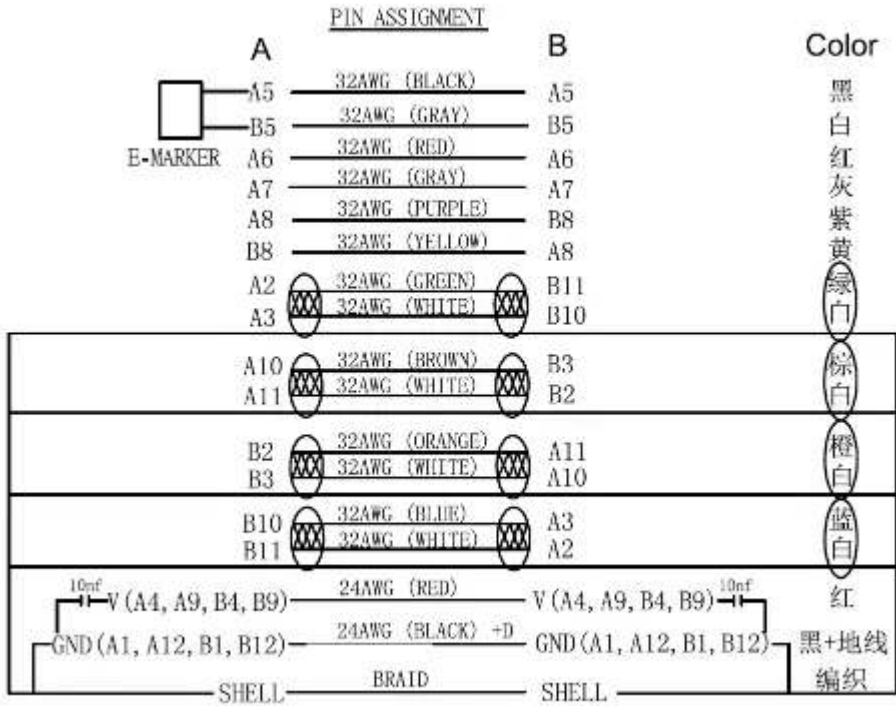 PIN ASSIGNMENT
A B Color
A5 32AWG (BLACK) A5 黑
B5 32AWG (GRAY) B5 白
E-MARKER A6 32AWG (RED) A6 红
A7 32AWG (GRAY) A7 灰
A8 32AWG (PURPLE) B8 紫
B8 32AWG (YELLOW) A8 黄
A2 32AWG (GREEN) B11 绿
A3 32AWG (WHITE) B10 白
A10 32AWG (BROWN) B3 棕
A11 32AWG (WHITE) B2 白
B2 32AWG (ORANGE) A11 橙
B3 32AWG (WHITE) A10 白
B10 32AWG (BLUE) A3 蓝
B11 32AWG (WHITE) A2 白
10nf V(A4, A9, B4, B9) 24AWG (RED) V(A4, A9, B4, B9) 10nf 红
GND(A1, A12, B1, B12) 24AWG (BLACK) +D GND(A1, A12, B1, B12) 黑+地线
SHELL BRAID SHELL 编织